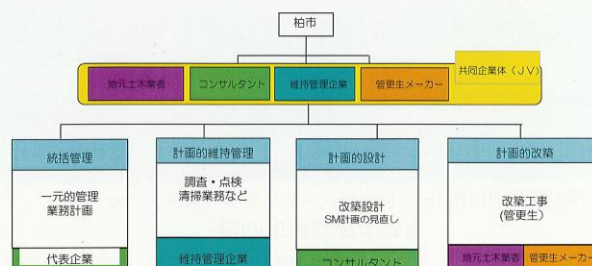 柏市
共同企業体（JV）
地元土木業者
コンサルタント
維持管理企業
管更生メーカー
統括管理
一元的管理
業務計画
代表企業
計画的維持管理
調査・点検
清掃業務など
維持管理企業
計画的設計
改築設計
SM計画の見直し
コンサルタント
計画的改築
改築工事
(管更生)
地元土木業者
管更生メーカー